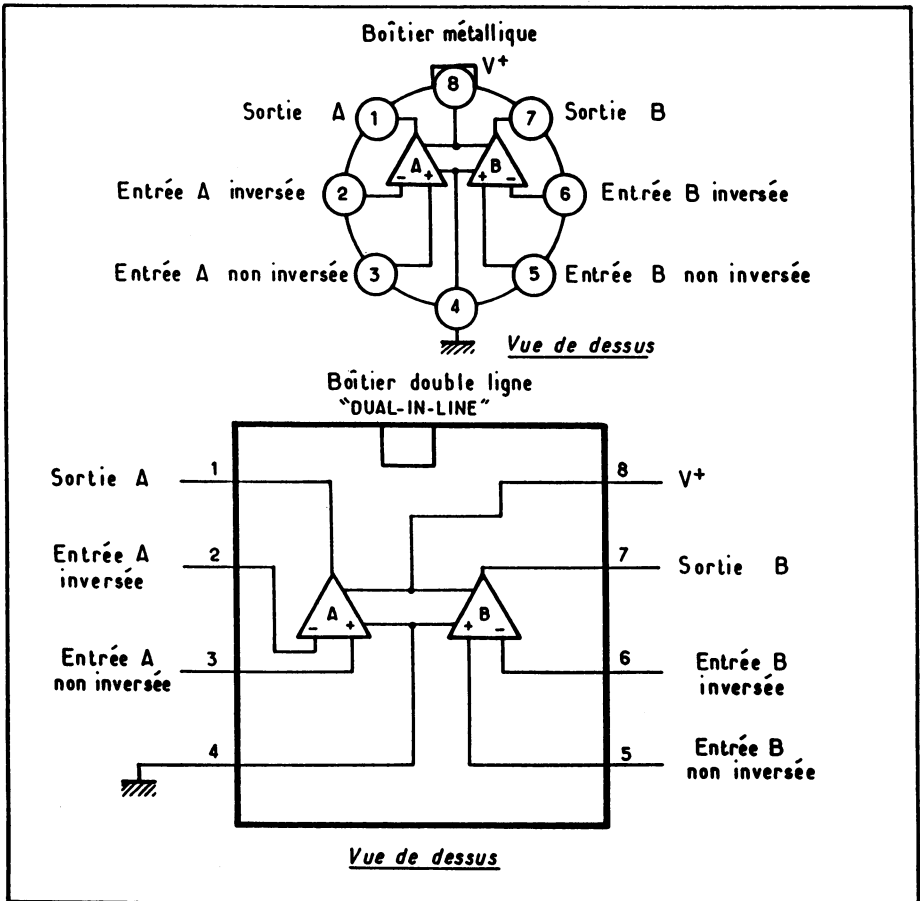 Boîtier métallique
V+
8
Sortie A
1
7
Sortie B
A
B
- +
+ -
Entrée A inversée
2
6
Entrée B inversée
Entrée A non inversée
3
5
Entrée B non inversée
4
Vue de dessus
Boîtier double ligne
"DUAL-IN-LINE"
Sortie A
1
8
V+
Entrée A
inversée
2
7
Sortie B
A
B
- +
+ -
Entrée A
non inversée
3
6
Entrée B
inversée
4
5
Entrée B
non inversée
Vue de dessus